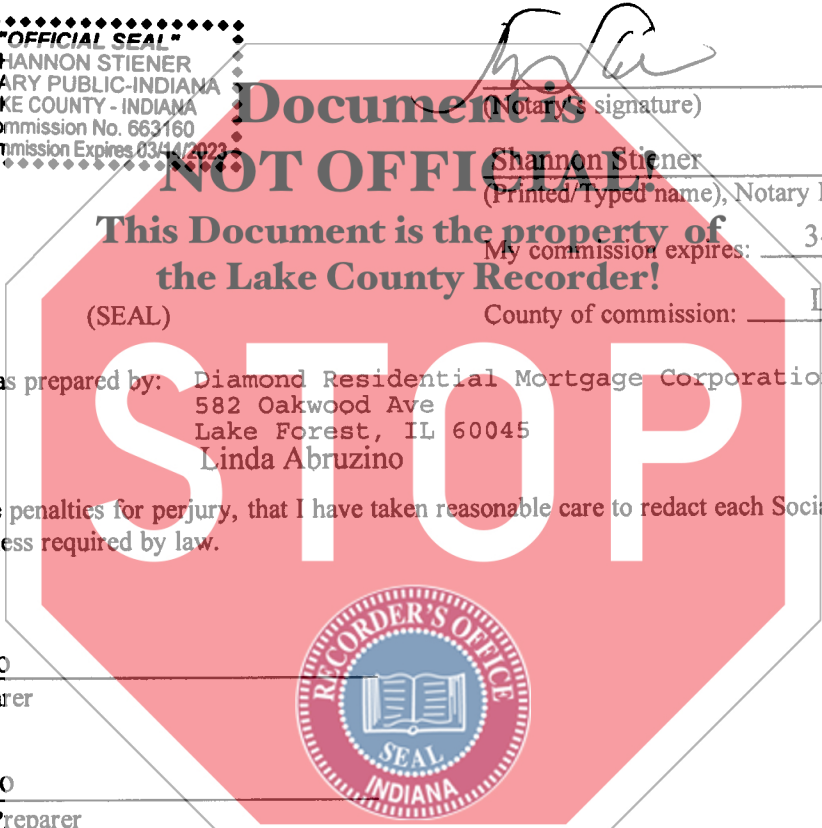 "OFFICIAL SEAL"
HANNON STIENER
ARY PUBLIC-INDIANA
KE COUNTY - INDIANA
ommission No. 663160
mmission Expires 03/14/2023
(Notary's signature)
Shannon Stiener
(Printed/Typed name), Notary
My commission expires: 3-
(SEAL)
County of commission: L
Document is
NOT OFFICIAL!
This Document is the property of
the Lake County Recorder!
STOP
as prepared by: Diamond Residential Mortgage Corporatio
582 Oakwood Ave
Lake Forest, IL 60045
Linda Abruzino
e penalties for perjury, that I have taken reasonable care to redact each Socia
ess required by law.
o
rer
o
reparer
RECORDER'S OFFICE
SEAL
INDIANA